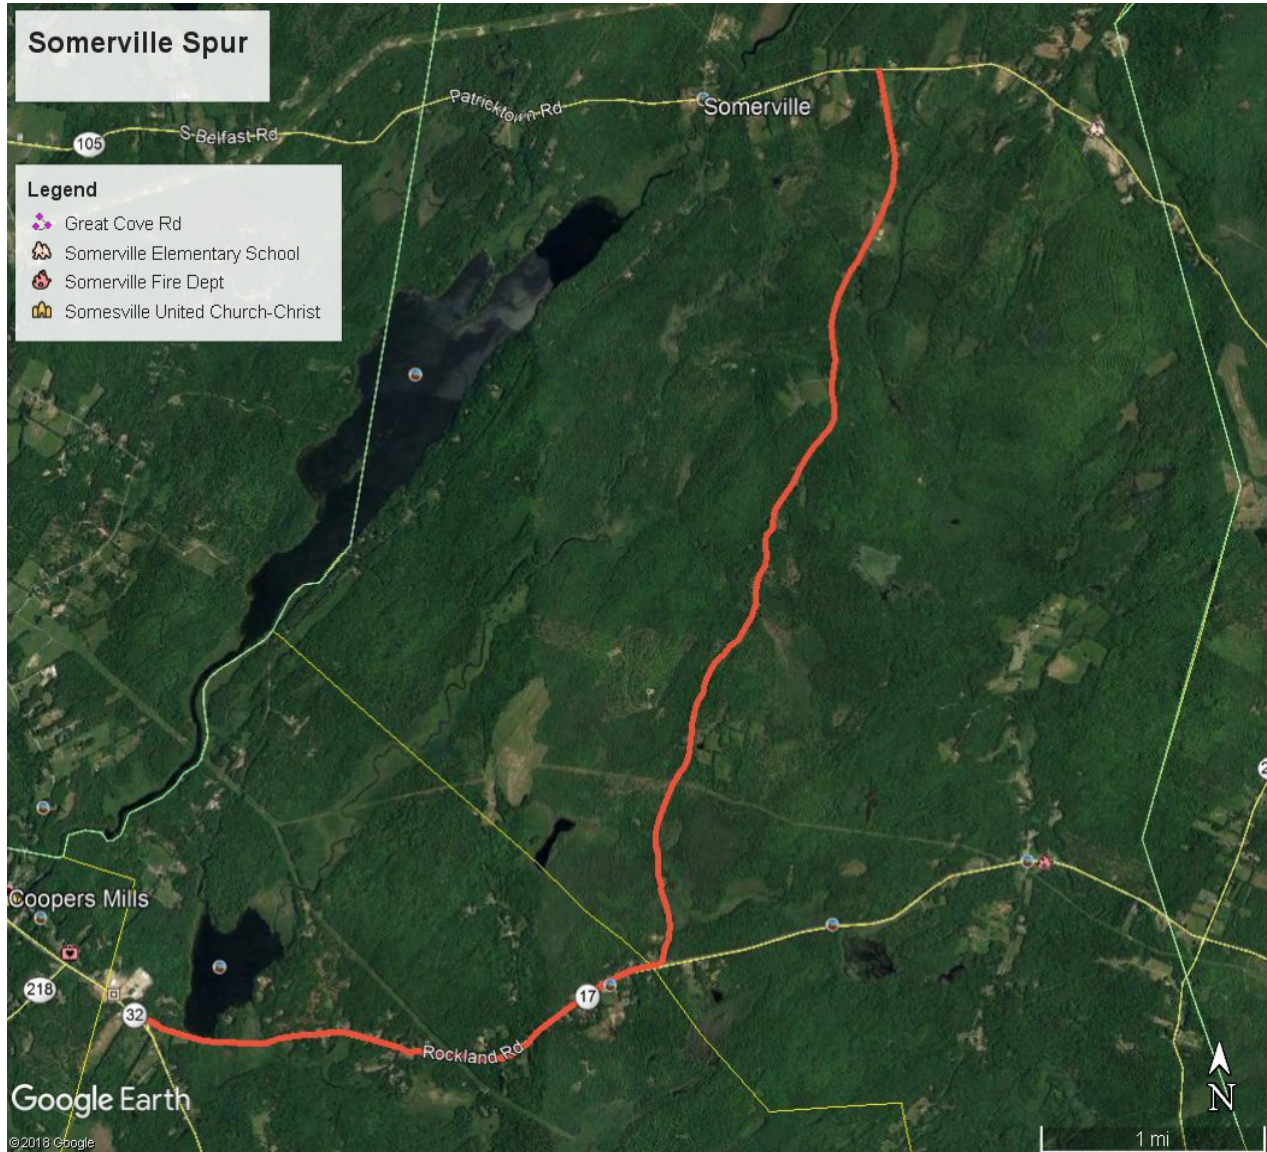 Somerville Spur
Patricktown Rd
Somerville
S Belfast Rd
105
Legend
Great Cove Rd
Somerville Elementary School
Somerville Fire Dept
Somesville United Church-Christ
2
Coopers Mills
218
32
17
Rockland Rd
Google Earth
N
©2018 Google
1 mi